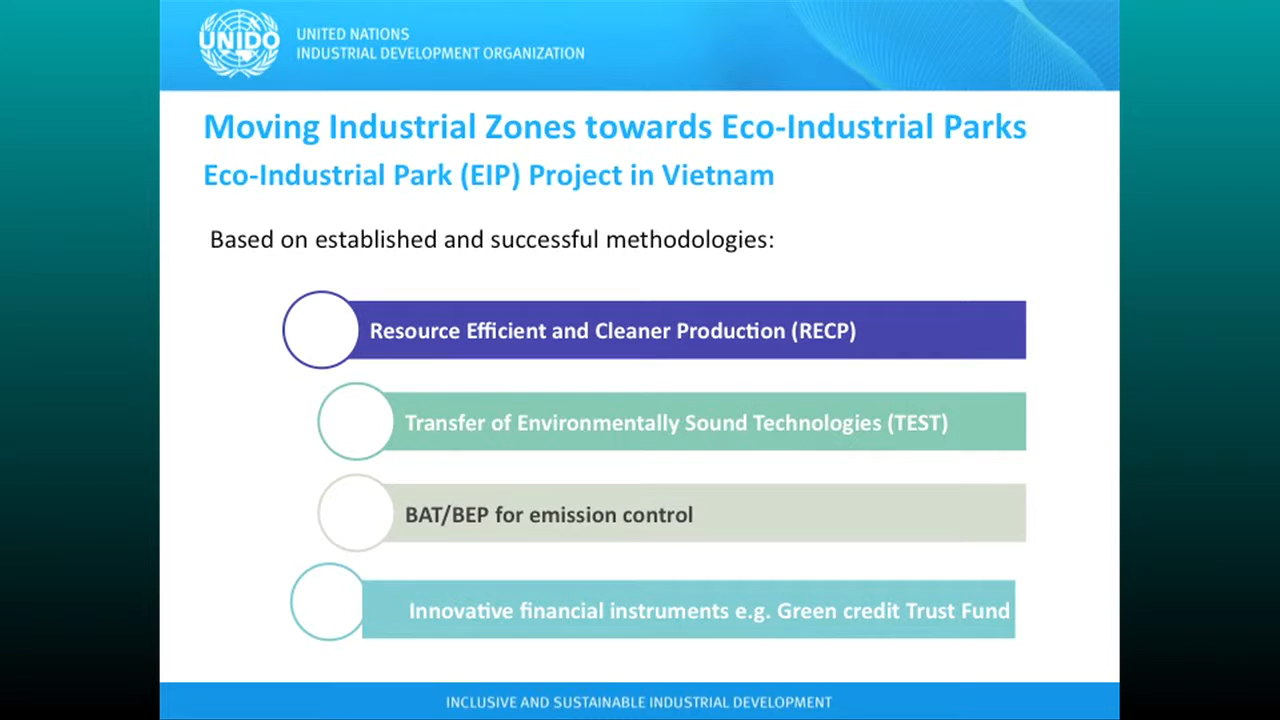 UNIDO
UNITED NATIONS
INDUSTRIAL DEVELOPMENT ORGANIZATION
Moving Industrial Zones towards Eco-Industrial Parks
Eco-Industrial Park (EIP) Project in Vietnam
Based on established and successful methodologies:
Resource Efficient and Cleaner Production (RECP)
Transfer of Environmentally Sound Technologies (TEST)
BAT/BEP for emission control
Innovative financial instruments e.g. Green credit Trust Fund
INCLUSIVE AND SUSTAINABLE INDUSTRIAL DEVELOPMENT